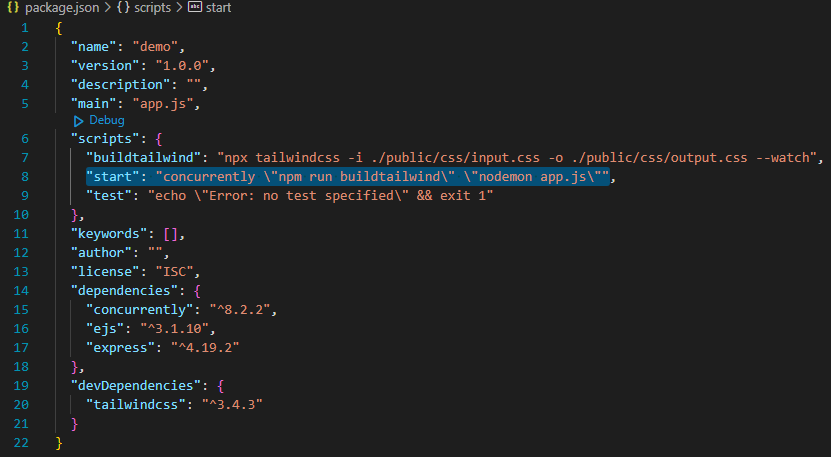 {} package.json > {} scripts > abc start
1 {
2 "name": "demo",
3 "version": "1.0.0",
4 "description": "",
5 "main": "app.js",
Debug
6 "scripts": {
7 "buildtailwind": "npx tailwindcss -i ./public/css/input.css -o ./public/css/output.css --watch",
8 "start": "concurrently \"npm run buildtailwind\" \"nodemon app.js\"",
9 "test": "echo \"Error: no test specified\" && exit 1"
10 },
11 "keywords": [],
12 "author": "",
13 "license": "ISC",
14 "dependencies": {
15 "concurrently": "^8.2.2",
16 "ejs": "^3.1.10",
17 "express": "^4.19.2"
18 },
19 "devDependencies": {
20 "tailwindcss": "^3.4.3"
21 }
22 }